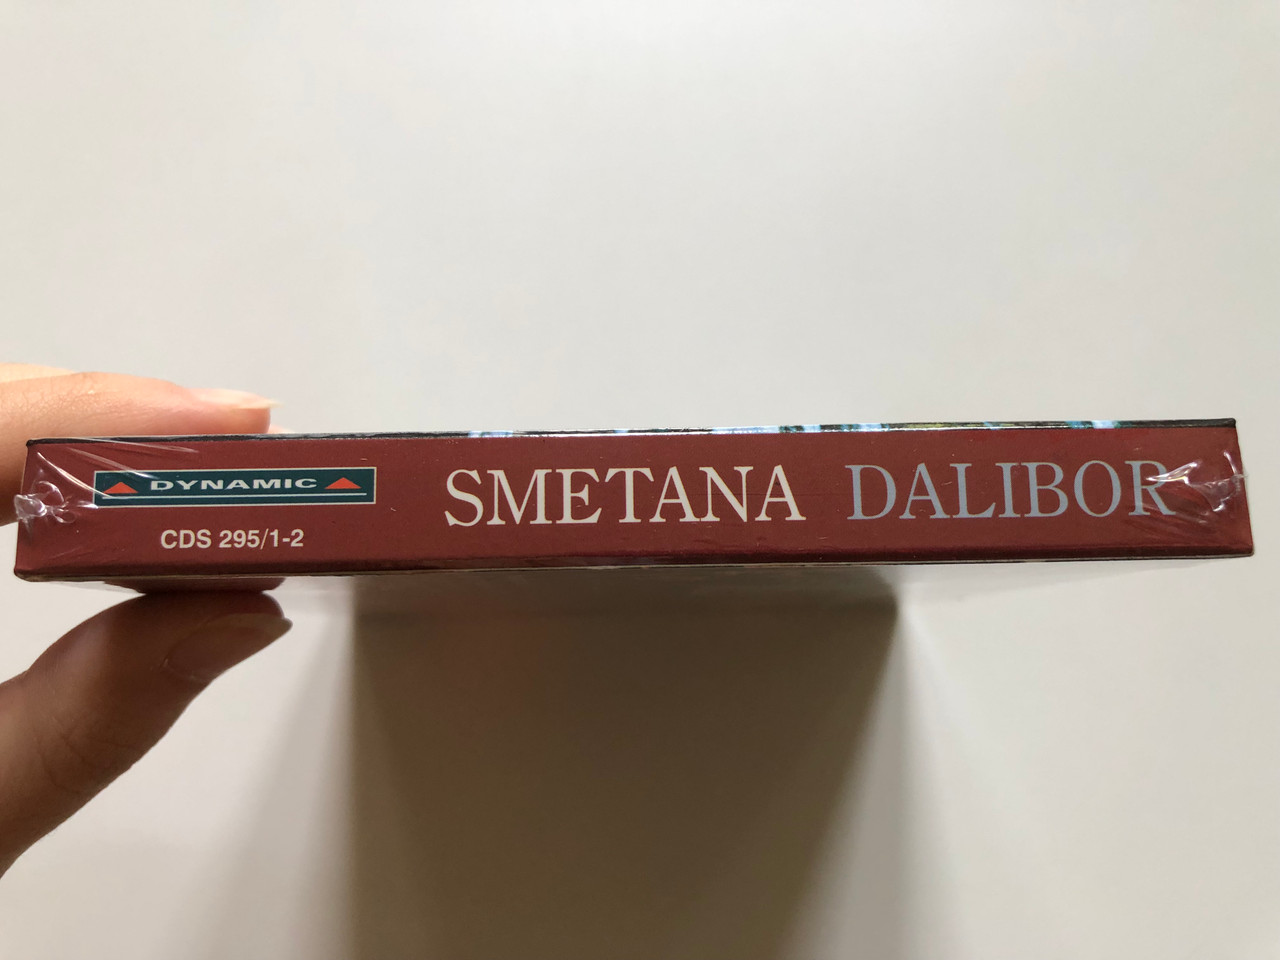 DYNAMIC
CDS 295/1-2
SMETANA DALIBOR